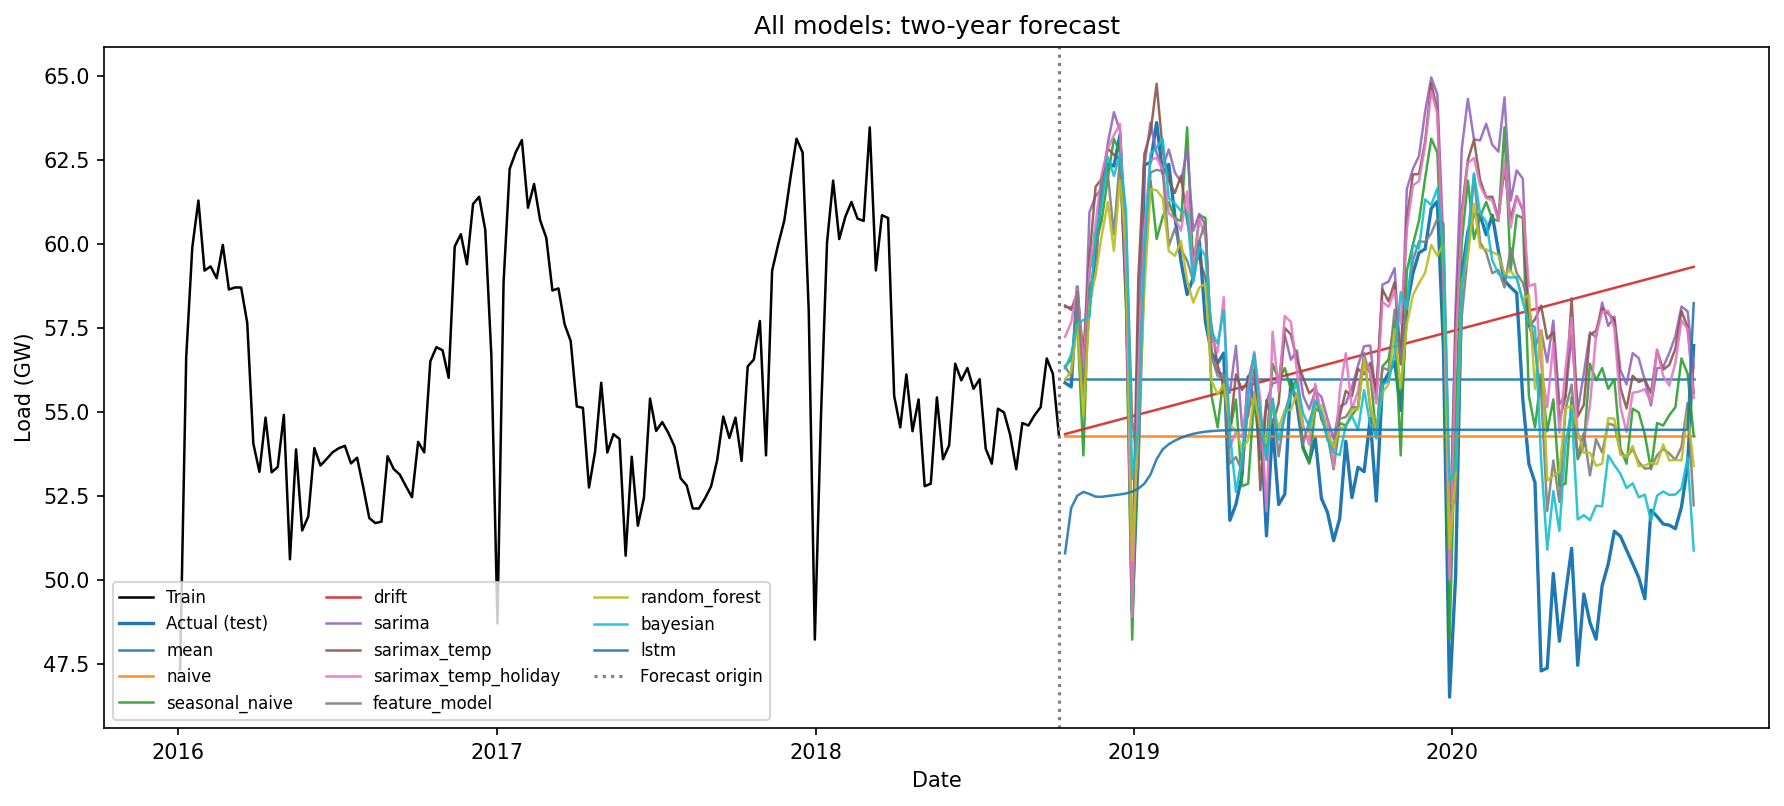 All models: two-year forecast
65.0
62.5
60.0
57.5
55.0
52.5
50.0
47.5
Load (GW)
Train
Actual (test)
mean
naive
seasonal_naive
drift
sarima
sarimax_temp
sarimax_temp_holiday
feature_model
random_forest
bayesian
lstm
Forecast origin
2016
2017
2018
2019
2020
Date